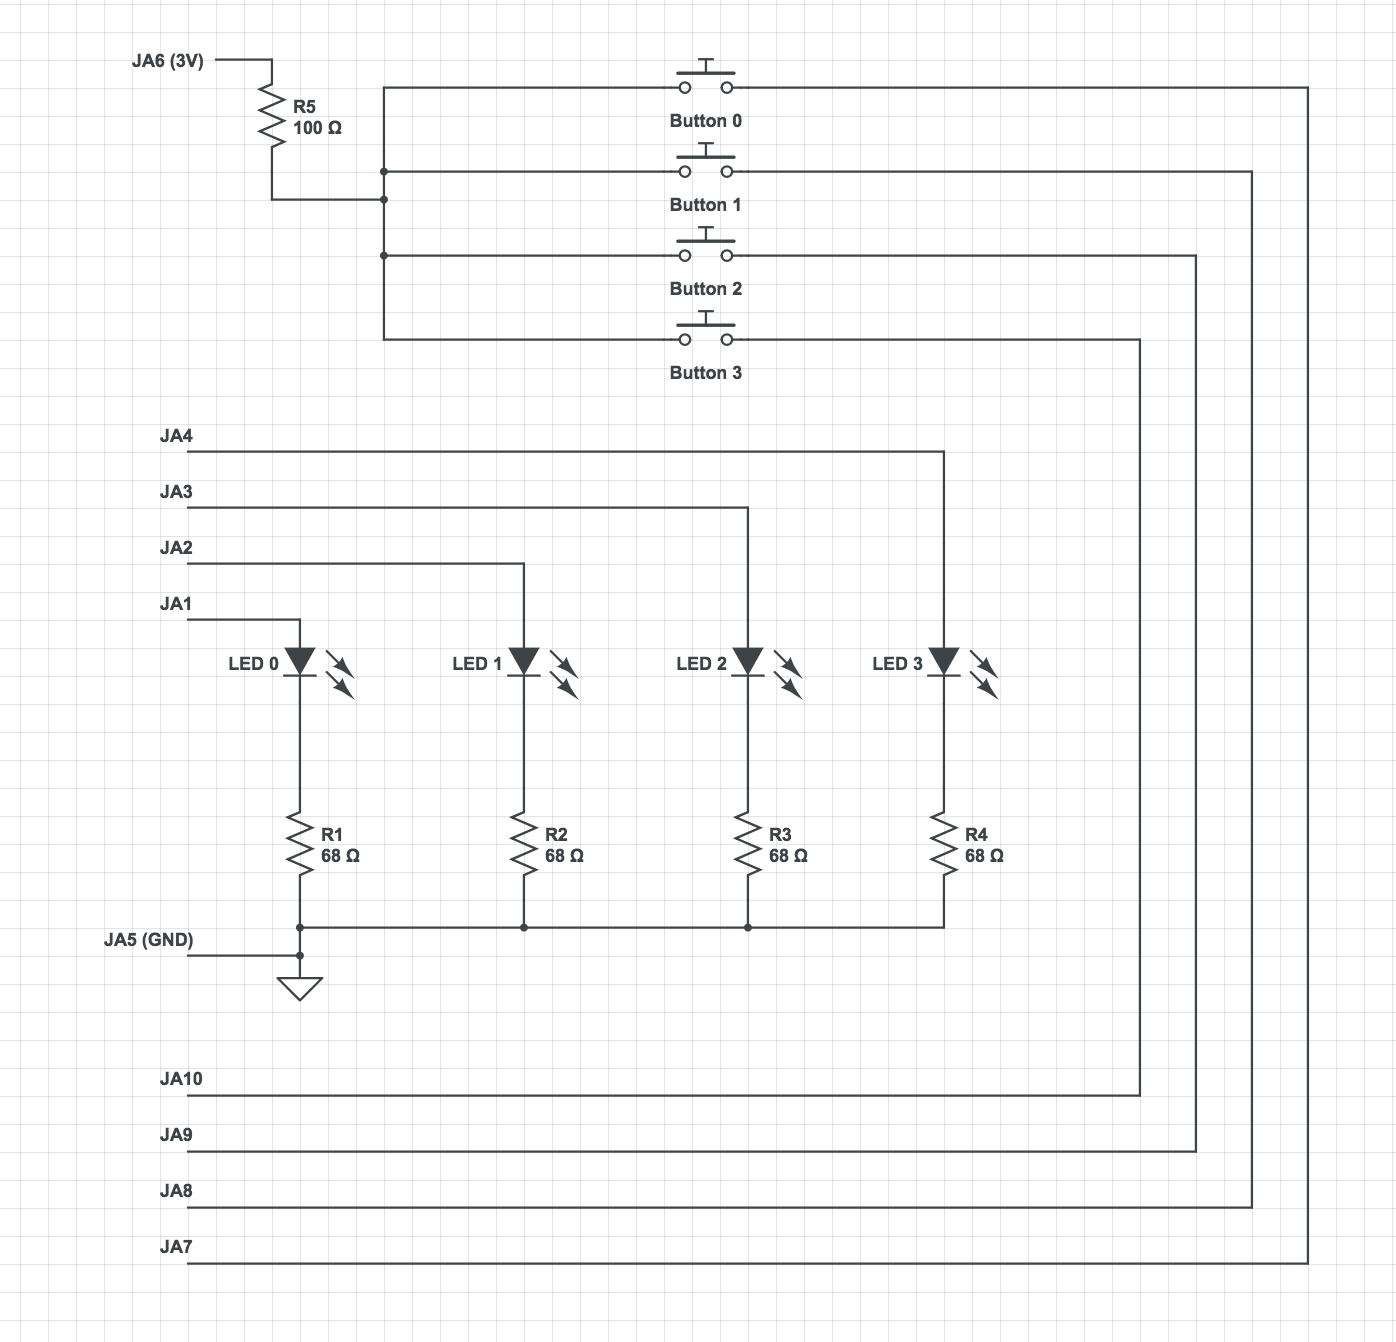 JA6 (3V)
R5
100 Ω
Button 0
Button 1
Button 2
Button 3
JA4
JA3
JA2
JA1
LED 0
LED 1
LED 2
LED 3
R1
68 Ω
R2
68 Ω
R3
68 Ω
R4
68 Ω
JA5 (GND)
JA10
JA9
JA8
JA7